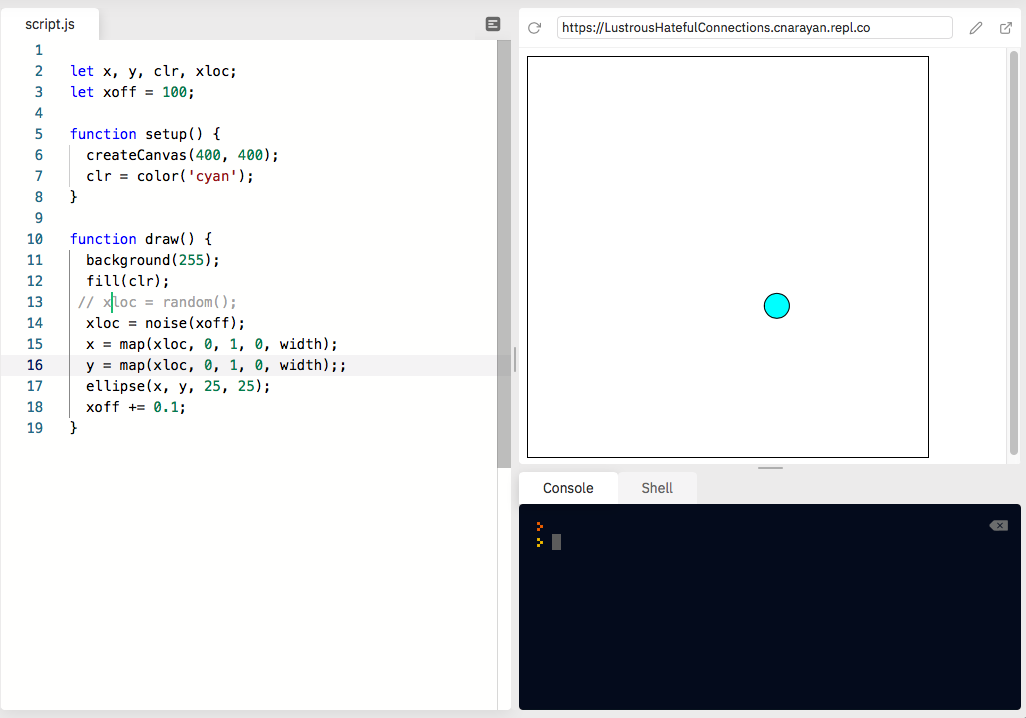 script.js
1
2 let x, y, clr, xloc;
3 let xoff = 100;
4
5 function setup() {
6 createCanvas(400, 400);
7 clr = color('cyan');
8 }
9
10 function draw() {
11 background(255);
12 fill(clr);
13 // xloc = random();
14 xloc = noise(xoff);
15 x = map(xloc, 0, 1, 0, width);
16 y = map(xloc, 0, 1, 0, width);;
17 ellipse(x, y, 25, 25);
18 xoff += 0.1;
19 }
https://LustrousHatefulConnections.cnarayan.repl.co
Console Shell
>
>